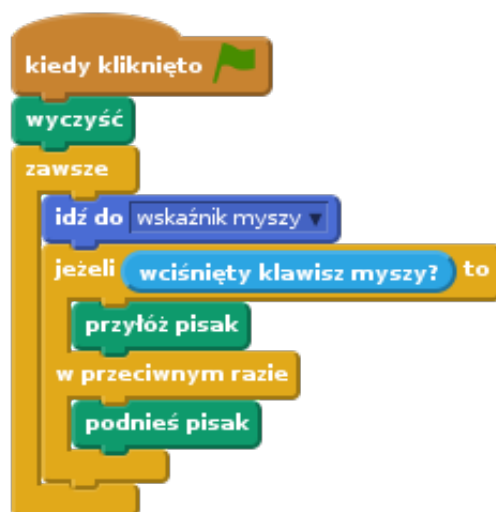 kiedy kliknięto
wyczyść
zawsze
idź do wskaźnik myszy
jeżeli wciśnięty klawisz myszy? to
przyłóż pisak
w przeciwnym razie
podnieś pisak